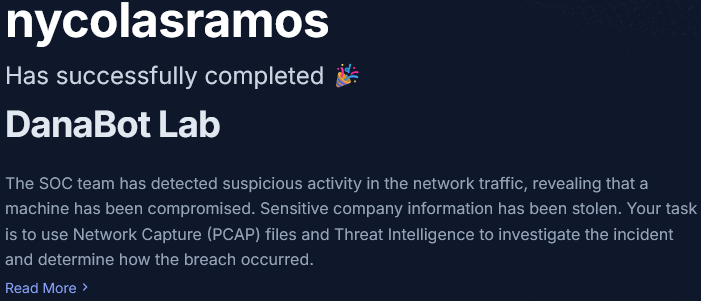 nycolasramos
Has successfully completed 🎉
DanaBot Lab
The SOC team has detected suspicious activity in the network traffic, revealing that a
machine has been compromised. Sensitive company information has been stolen. Your task
is to use Network Capture (PCAP) files and Threat Intelligence to investigate the incident
and determine how the breach occurred.
Read More >